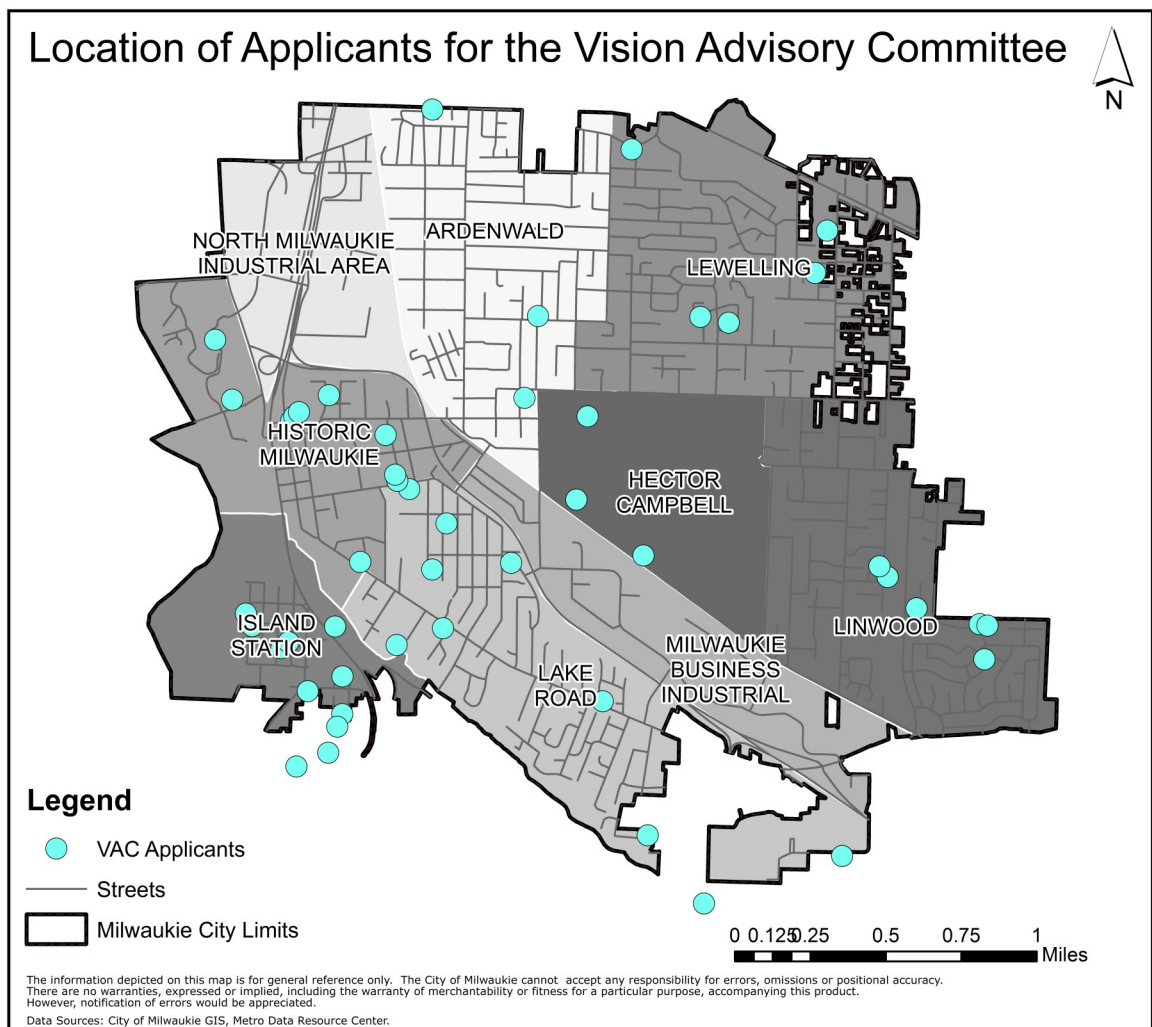 Location of Applicants for the Vision Advisory Committee
N
NORTH MILWAUKIE
INDUSTRIAL AREA
ARDENWALD
LEWELLING
HISTORIC
MILWAUKIE
HECTOR
CAMPBELL
ISLAND
STATION
LINWOOD
MILWAUKIE
BUSINESS
INDUSTRIAL
LAKE
ROAD
Legend
VAC Applicants
Streets
Milwaukie City Limits
0 0.125 0.25 0.5 0.75 1
Miles
The information depicted on this map is for general reference only. The City of Milwaukie cannot accept any responsibility for errors, omissions or positional accuracy.
There are no warranties, expressed or implied, including the warranty of merchantability or fitness for a particular purpose, accompanying this product.
However, notification of errors would be appreciated.
Data Sources: City of Milwaukie GIS, Metro Data Resource Center.